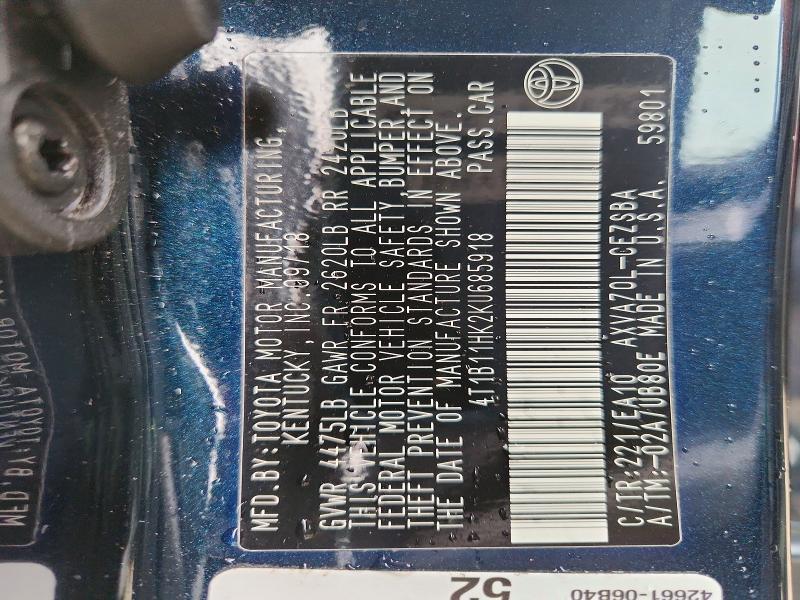 MFD.BY:TOYOTA MOTOR MANUFACTURING,
KENTUCKY, INC. 09/18
GVWR 4475LB GAWR FR 2620LB RR 2420LB
THIS VEHICLE CONFORMS TO ALL APPLICABLE
FEDERAL MOTOR VEHICLE SAFETY, BUMPER, AND
THEFT PREVENTION STANDARDS IN EFFECT ON
THE DATE OF MANUFACTURE SHOWN ABOVE.
4T1B11HK2KU685918 PASS.CAR
C/TR:221/EA10 AXVA70L-CEZSBA
A/TM:-02A/UB80E MADE IN U.S.A. 59801
52
42661-06B40